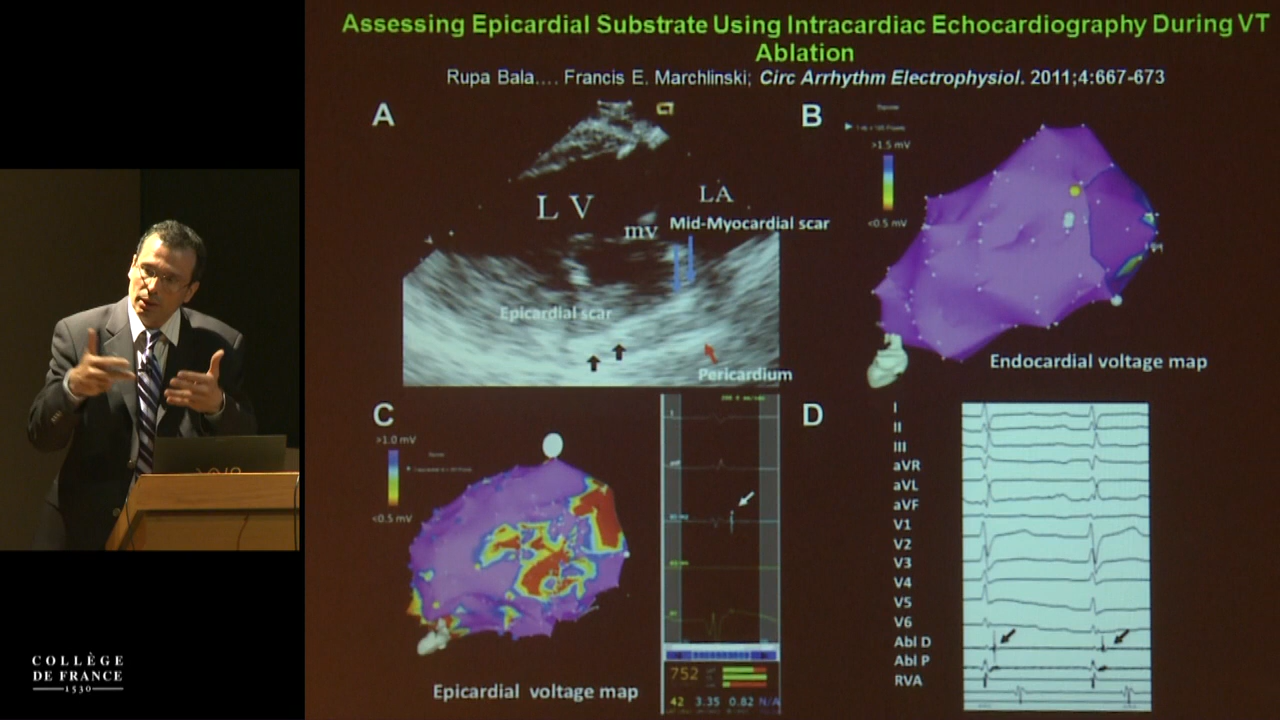 Assessing Epicardial Substrate Using Intracardiac Echocardiography During VT
Ablation
Rupa Bala.... Francis E. Marchlinski; Circ Arrhythm Electrophysiol. 2011;4:667-673
A
LV
LA
mv
Mid-Myocardial scar
Epicardial scar
Pericardium
B
>1.5 mV
<0.5 mV
Endocardial voltage map
C
>1.0 mV
<0.5 mV
Epicardial voltage map
752
42 3.35 0.82 N/A
D
I
II
III
aVR
aVL
aVF
V1
V2
V3
V4
V5
V6
Abl D
Abl P
RVA
COLLÈGE
DE FRANCE
1530